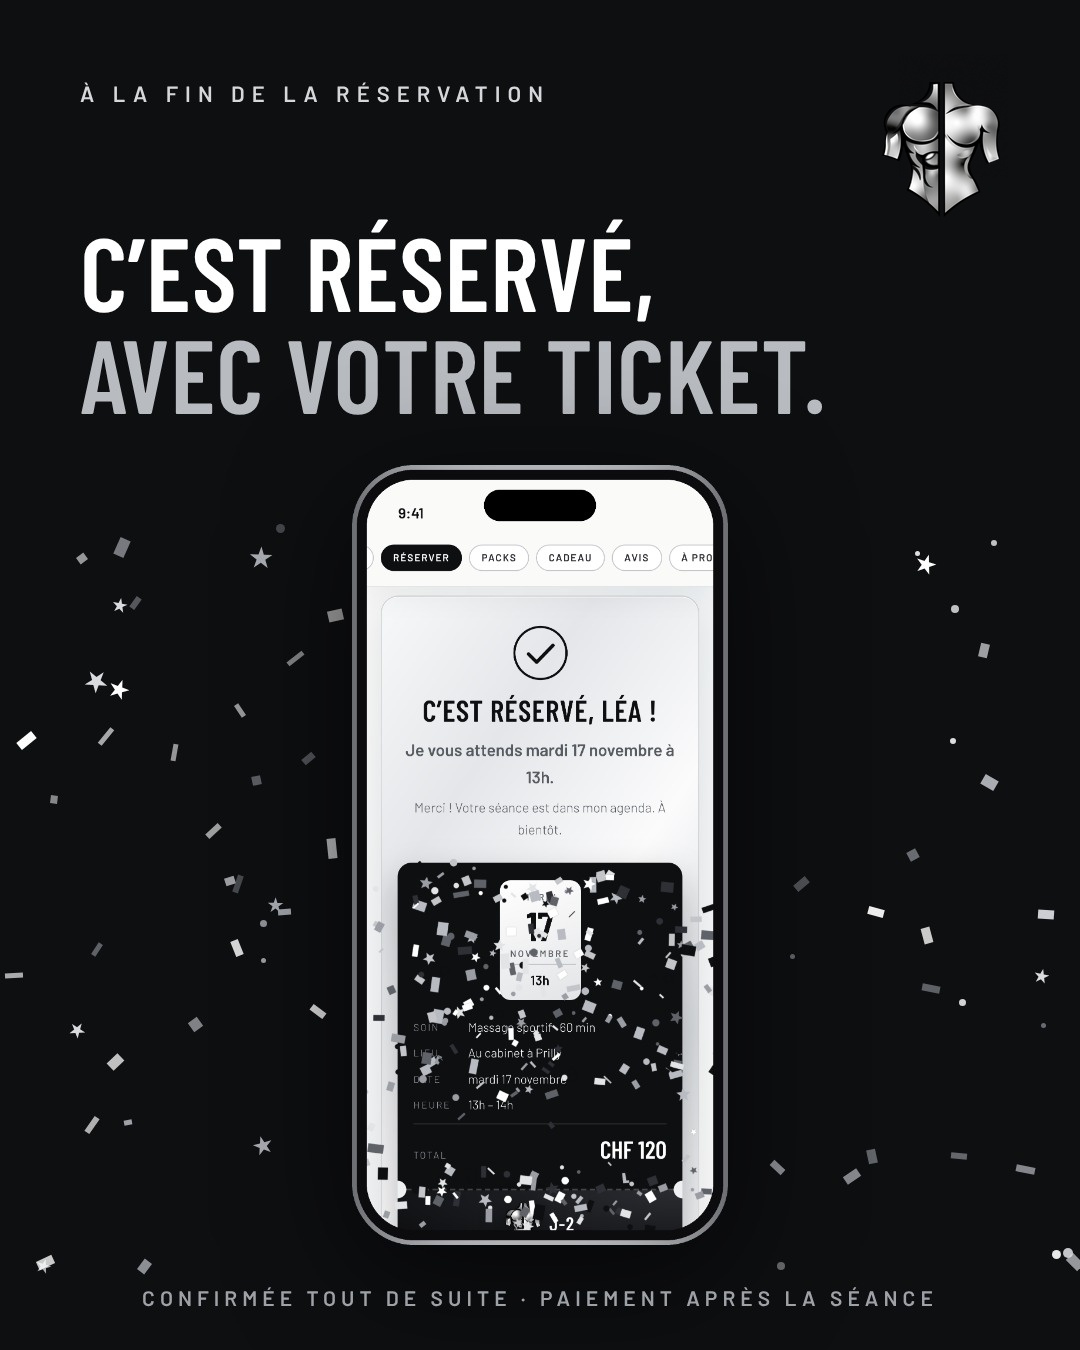 À LA FIN DE LA RÉSERVATION
C’EST RÉSERVÉ,
AVEC VOTRE TICKET.
9:41
RÉSERVER PACKS CADEAU AVIS À PRO
C’EST RÉSERVÉ, LÉA !
Je vous attends mardi 17 novembre à
13h.
Merci ! Votre séance est dans mon agenda. À
bientôt.
17
NOVEMBRE
13h
SOIN Massage sportif · 60 min
LIEU Au cabinet à Prilly
DATE mardi 17 novembre
HEURE 13h – 14h
TOTAL CHF 120
J-2
CONFIRMÉE TOUT DE SUITE · PAIEMENT APRÈS LA SÉANCE